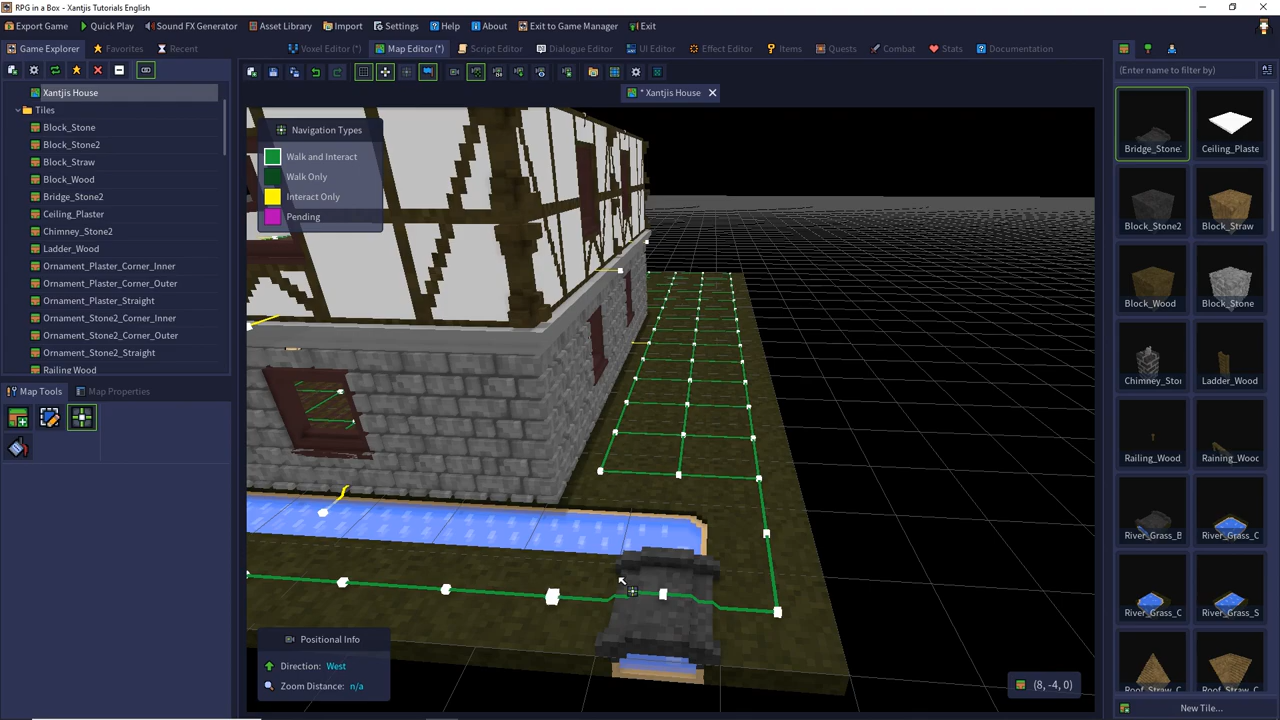 RPG in a Box - Xantjis Tutorials English
Export Game
Quick Play
Sound FX Generator
Asset Library
Import
Settings
Help
About
Exit to Game Manager
Exit
Game Explorer
Favorites
Recent
Voxel Editor (*)
Map Editor (*)
Script Editor
Dialogue Editor
UI Editor
Effect Editor
Items
Quests
Combat
Stats
Documentation
* Xantjis House
(Enter name to filter by)
Xantjis House
Tiles
Block_Stone
Block_Stone2
Block_Straw
Block_Wood
Bridge_Stone2
Ceiling_Plaster
Chimney_Stone2
Ladder_Wood
Ornament_Plaster_Corner_Inner
Ornament_Plaster_Corner_Outer
Ornament_Plaster_Straight
Ornament_Stone2_Corner_Inner
Ornament_Stone2_Corner_Outer
Ornament_Stone2_Straight
Railing Wood
Map Tools
Map Properties
Navigation Types
Walk and Interact
Walk Only
Interact Only
Pending
Positional Info
Direction: West
Zoom Distance: n/a
(8, -4, 0)
Bridge_Stone
Ceiling_Plaste
Block_Stone2
Block_Straw
Block_Wood
Block_Stone
Chimney_Stor
Ladder_Wood
Railing_Wood
Raining_Wooc
River_Grass_B
River_Grass_C
River_Grass_C
River_Grass_S
Roof_Straw_C
Roof_Straw_C
New Tile...